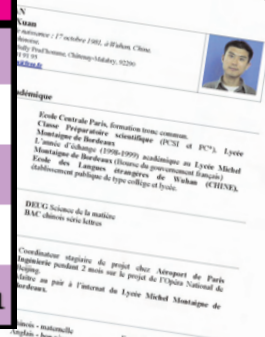 Xuan
naissance : 17 octobre 1981, à Wuhan, Chine.
Prud'homme, Châtenay-Malabry, 92290
91 95
Ecole Centrale Paris, formation tronc commun.
Classe Préparatoire scientifique (PCSI et PC*), Lycée
Montaigne de Bordeaux
L'année d'échange (1998-1999) académique au Lycée Michel
Montaigne de Bordeaux (Bourse du gouvernement français)
Ecole des Langues étrangères de Wuhan (CHINE),
établissement publique de type collège et lycée.
DEUG Science de la matière
BAC chinois série lettres
Coordinateur stagiaire de projet chez Aéroport de Paris
Ingénierie pendant 2 mois sur le projet de l'Opéra National de
Beijing.
Maître au pair à l'internat du Lycée Michel Montaigne de
Bordeaux.
Chinois - maternelle
Anglais